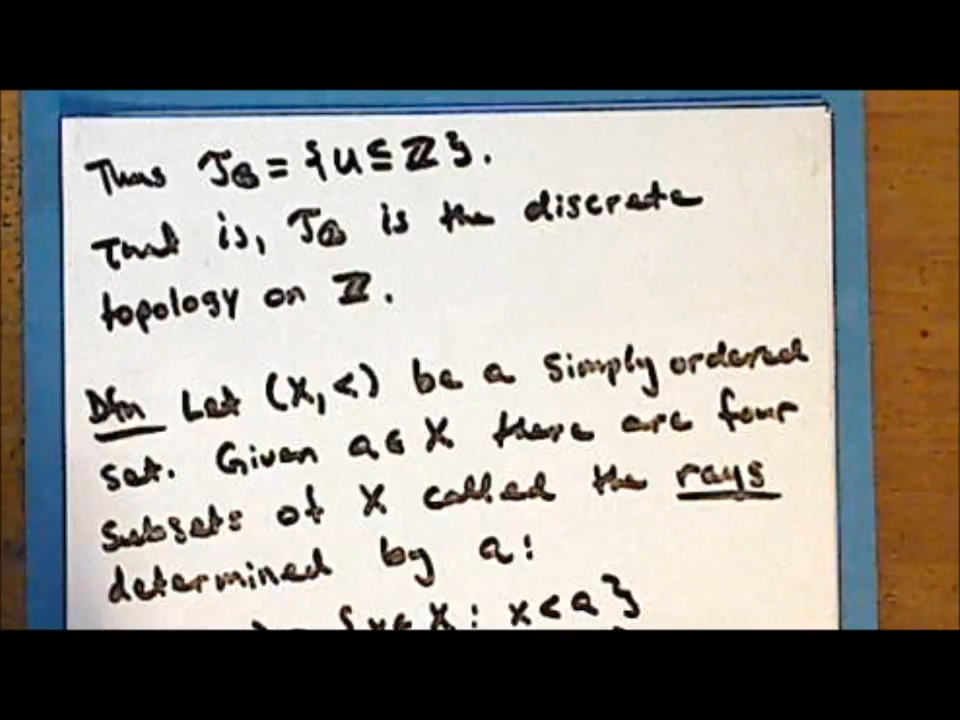 Thus 𝒯_ℬ = {U ⊆ ℤ}.
That is, 𝒯_ℬ is the discrete
topology on ℤ.
Dfn Let (X, <) be a simply ordered
set. Given a ∈ X there are four
subsets of X called the rays
determined by a:
{x ∈ X : x < a}